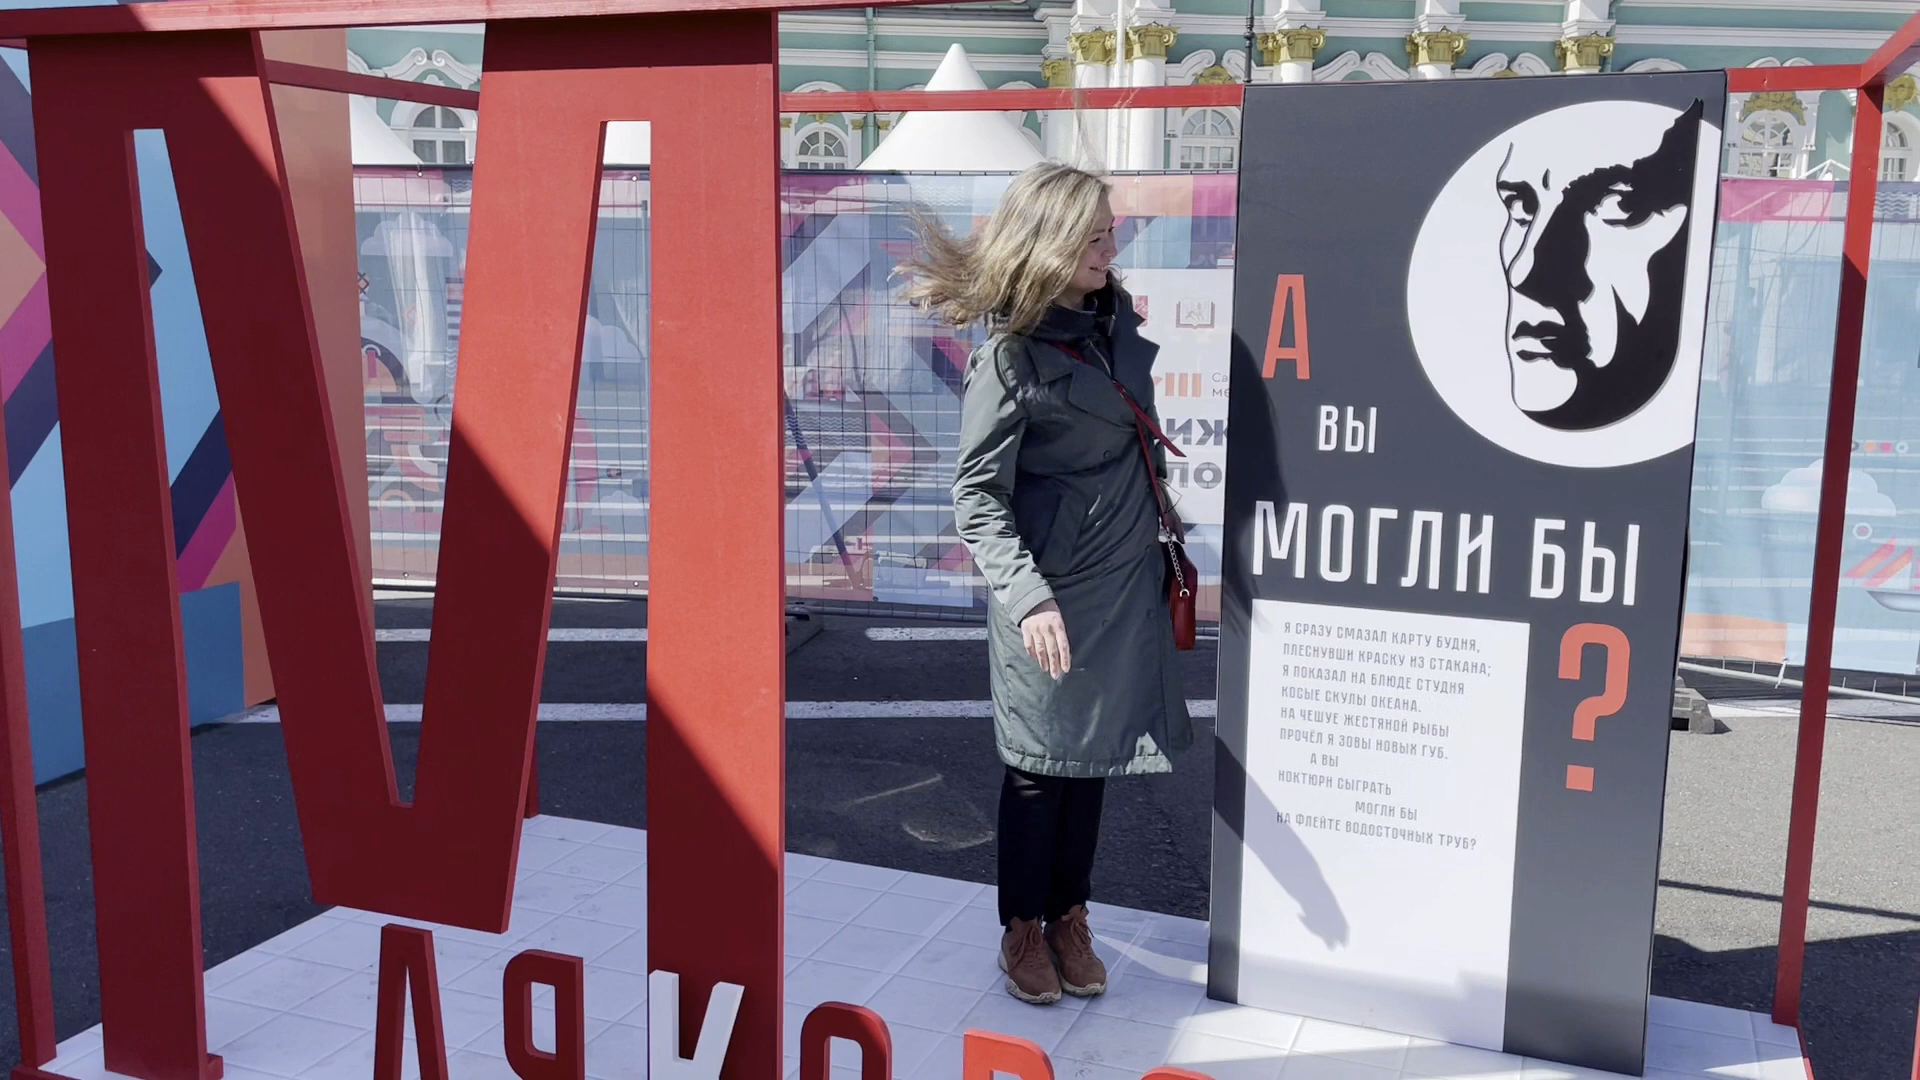 М
АЯКОВ
А
ВЫ
МОГЛИ БЫ
?
Я СРАЗУ СМАЗАЛ КАРТУ БУДНЯ,
ПЛЕСНУВШИ КРАСКУ ИЗ СТАКАНА;
Я ПОКАЗАЛ НА БЛЮДЕ СТУДНЯ
КОСЫЕ СКУЛЫ ОКЕАНА.
НА ЧЕШУЕ ЖЕСТЯНОЙ РЫБЫ
ПРОЧЁЛ Я ЗОВЫ НОВЫХ ГУБ.
А ВЫ
НОКТЮРН СЫГРАТЬ
МОГЛИ БЫ
НА ФЛЕЙТЕ ВОДОСТОЧНЫХ ТРУБ?